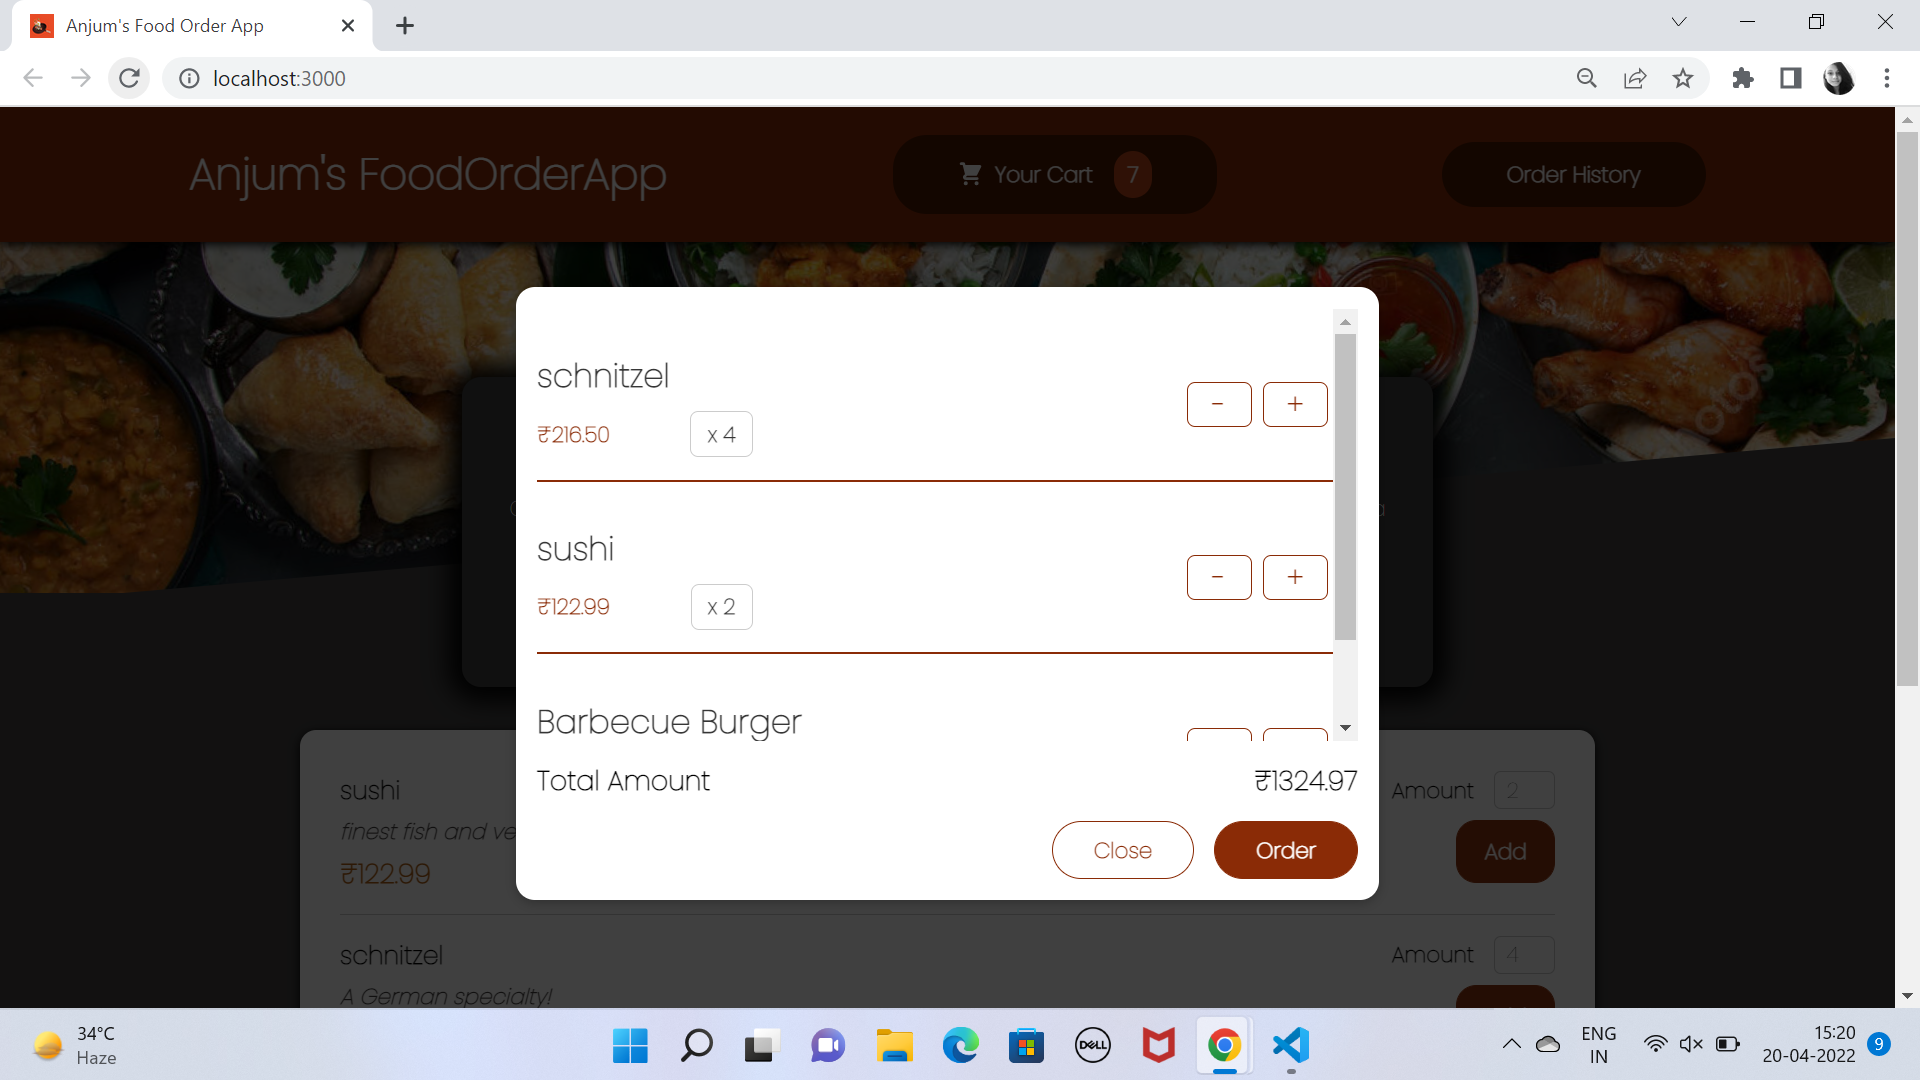 Anjum's Food Order App
localhost:3000
Anjum's FoodOrderApp
Your Cart 7
Order History
schnitzel
- +
₹216.50 x 4
sushi
- +
₹122.99 x 2
Barbecue Burger
Total Amount ₹1324.97
Close Order
sushi Amount 2
finest fish and ve
₹122.99 Add
schnitzel Amount 4
A German specialty!
34°C
Haze
DELL
ENG
IN
15:20
20-04-2022
9